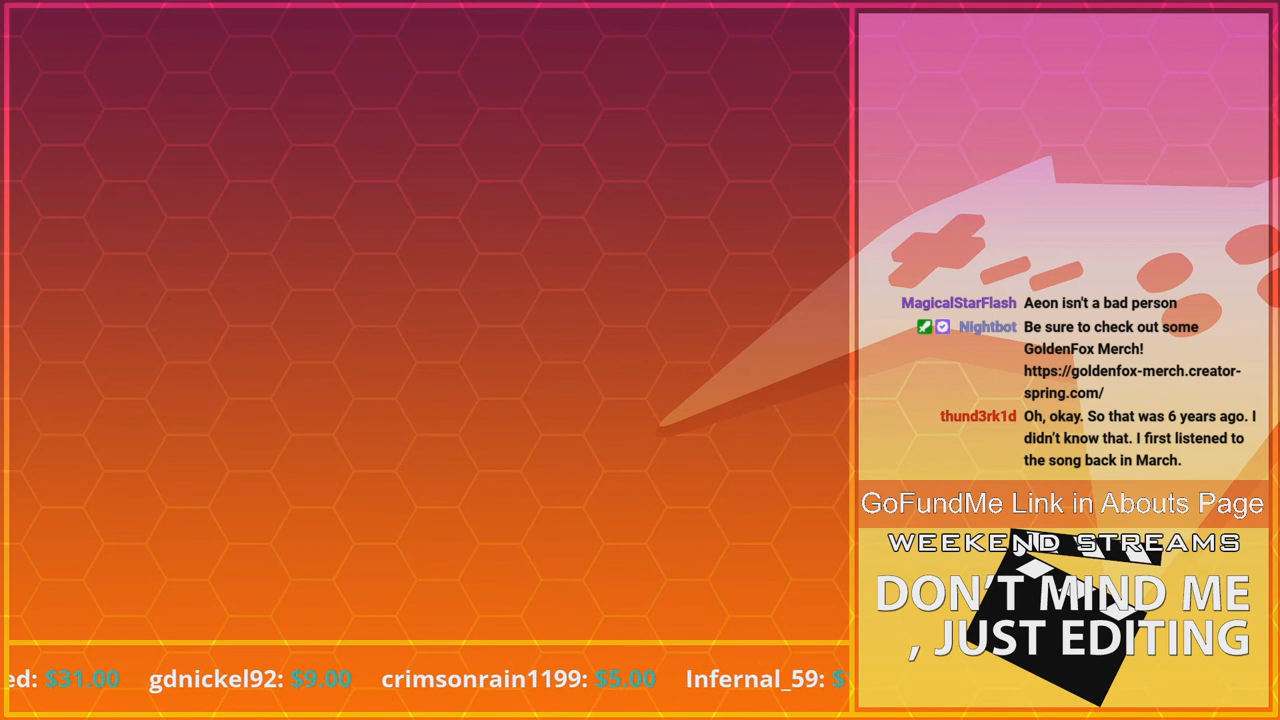 MagicalStarFlash Aeon isn't a bad person
Nightbot Be sure to check out some
GoldenFox Merch!
https://goldenfox-merch.creator-
spring.com/
thund3rk1d Oh, okay. So that was 6 years ago. I
didn't know that. I first listened to
the song back in March.
GoFundMe Link in Abouts Page
WEEKEND STREAMS
DON'T MIND ME
, JUST EDITING
ed: $31.00 gdnickel92: $9.00 crimsonrain1199: $5.00 Infernal_59: $